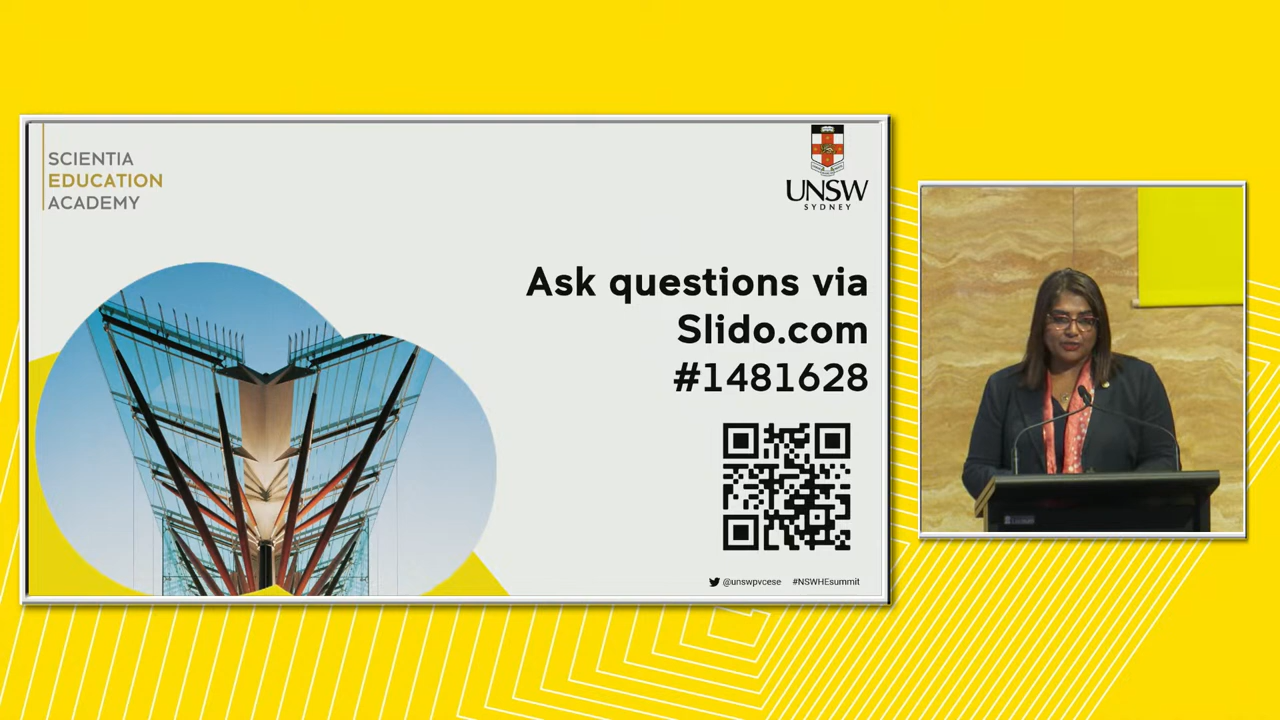 SCIENTIA
EDUCATION
ACADEMY
UNSW
SYDNEY
Ask questions via
Slido.com
#1481628
@unswpvcese #NSWHEsummit